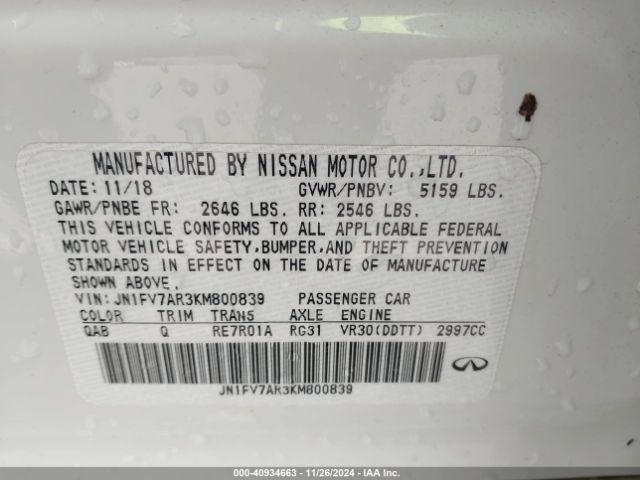 MANUFACTURED BY NISSAN MOTOR CO.,LTD.
DATE: 11/18 GVWR/PNBV: 5159 LBS.
GAWR/PNBE FR: 2646 LBS. RR: 2546 LBS.
THIS VEHICLE CONFORMS TO ALL APPLICABLE FEDERAL
MOTOR VEHICLE SAFETY, BUMPER, AND THEFT PREVENTION
STANDARDS IN EFFECT ON THE DATE OF MANUFACTURE
SHOWN ABOVE.
VIN: JN1FV7AR3KM800839 PASSENGER CAR
COLOR TRIM TRANS AXLE ENGINE
QAB Q RE7R01A RG31 VR30(DDTT) 2997CC
JN1FV7AR3KM800839
000-40934663 - 11/26/2024 - IAA Inc.